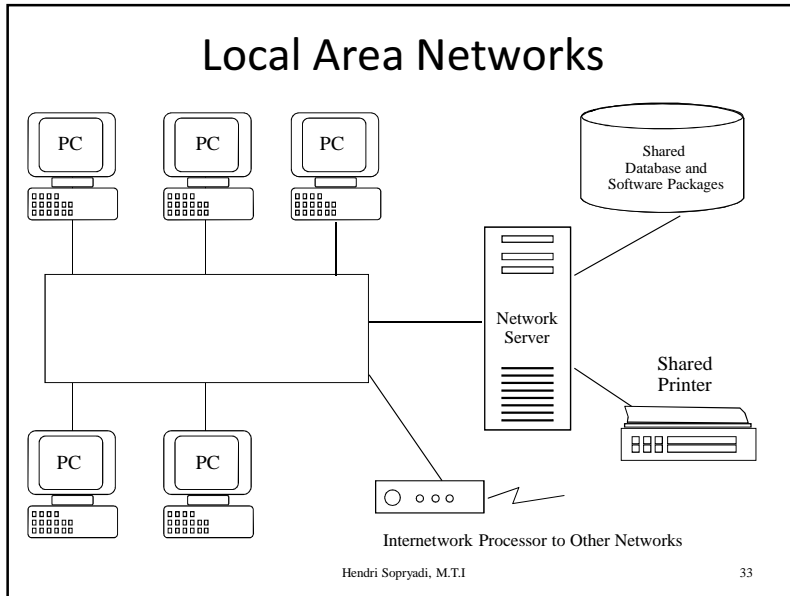 Local Area Networks
PC
PC
PC
Shared
Database and
Software Packages
Network
Server
Shared
Printer
PC
PC
Internetwork Processor to Other Networks
Hendri Sopryadi, M.T.I
33